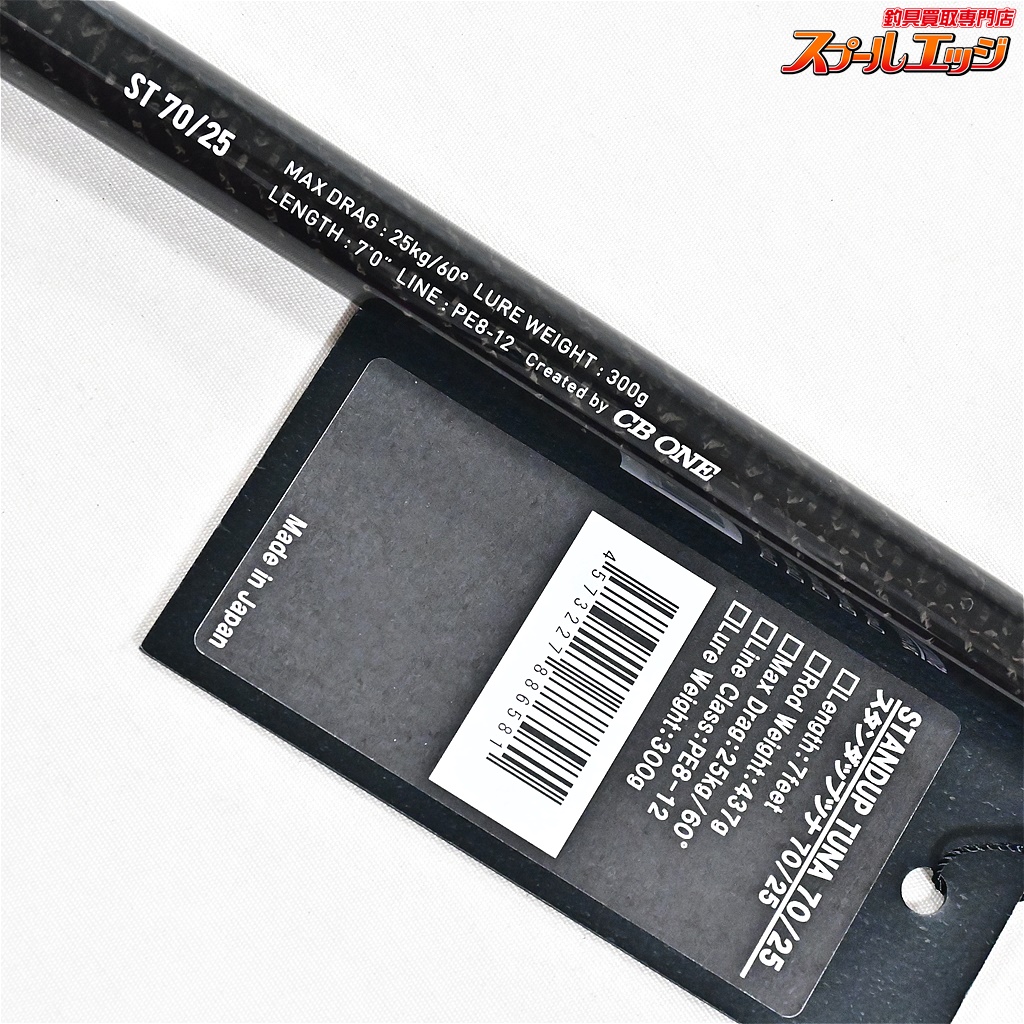 釣具買取専門店
スプールエッジ
ST 70/25
MAX DRAG : 25kg/60° LURE WEIGHT : 300g
LENGTH : 7'0" LINE : PE8-12 Created by CB ONE
STANDUP TUNA 70/25
スタンダップツナ 70/25
□Length:7feet
□Rod Weight:437g
□Max Drag:25kg/60°
□Line Class:PE8-12
□Lure Weight:300g
4573227886581
Made in Japan